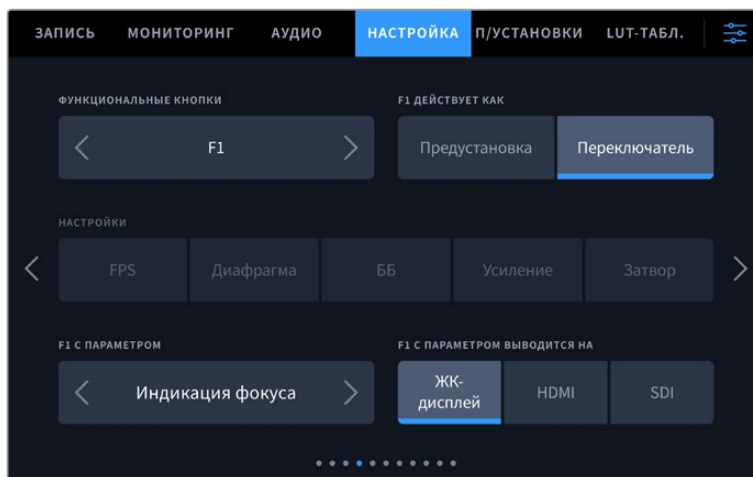 ЗАПИСЬ МОНИТОРИНГ АУДИО НАСТРОЙКА П/УСТАНОВКИ LUT-ТАБЛ.
ФУНКЦИОНАЛЬНЫЕ КНОПКИ F1 ДЕЙСТВУЕТ КАК
F1 Предустановка Переключатель
НАСТРОЙКИ
FPS Диафрагма ББ Усиление Затвор
F1 С ПАРАМЕТРОМ F1 С ПАРАМЕТРОМ ВЫВОДИТСЯ НА
Индикация фокуса ЖК-
дисплей HDMI SDI